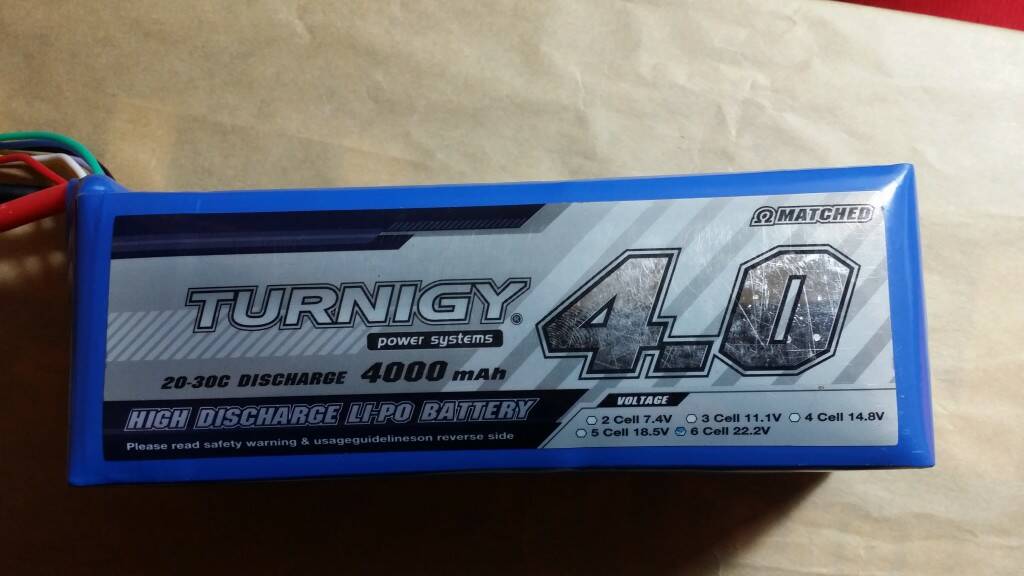 Ω MATCHED
TURNIGY®
power systems
4.0
20-30C DISCHARGE 4000 mAh
HIGH DISCHARGE LI-PO BATTERY
Please read safety warning & usageguidelineson reverse side
VOLTAGE
2 Cell 7.4V 3 Cell 11.1V 4 Cell 14.8V
5 Cell 18.5V 6 Cell 22.2V